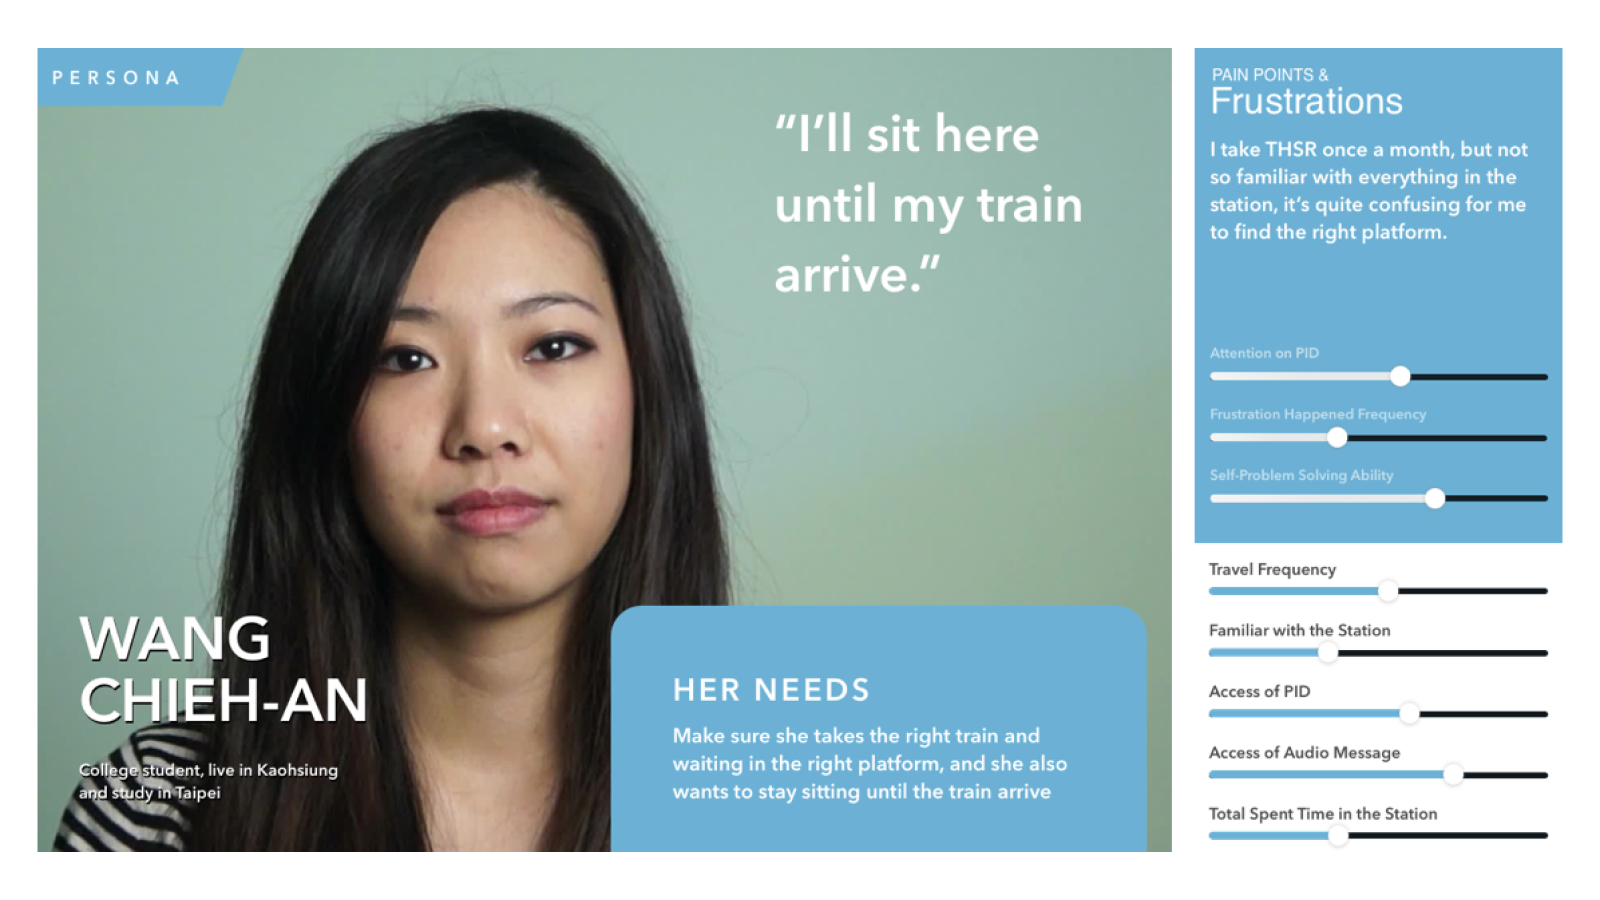 PERSONA
“I’ll sit here
until my train
arrive.”
WANG
CHIEH-AN
College student, live in Kaohsiung
and study in Taipei
HER NEEDS
Make sure she takes the right train and
waiting in the right platform, and she also
wants to stay sitting until the train arrive
PAIN POINTS &
Frustrations
I take THSR once a month, but not
so familiar with everything in the
station, it’s quite confusing for me
to find the right platform.
Attention on PID
Frustration Happened Frequency
Self-Problem Solving Ability
Travel Frequency
Familiar with the Station
Access of PID
Access of Audio Message
Total Spent Time in the Station